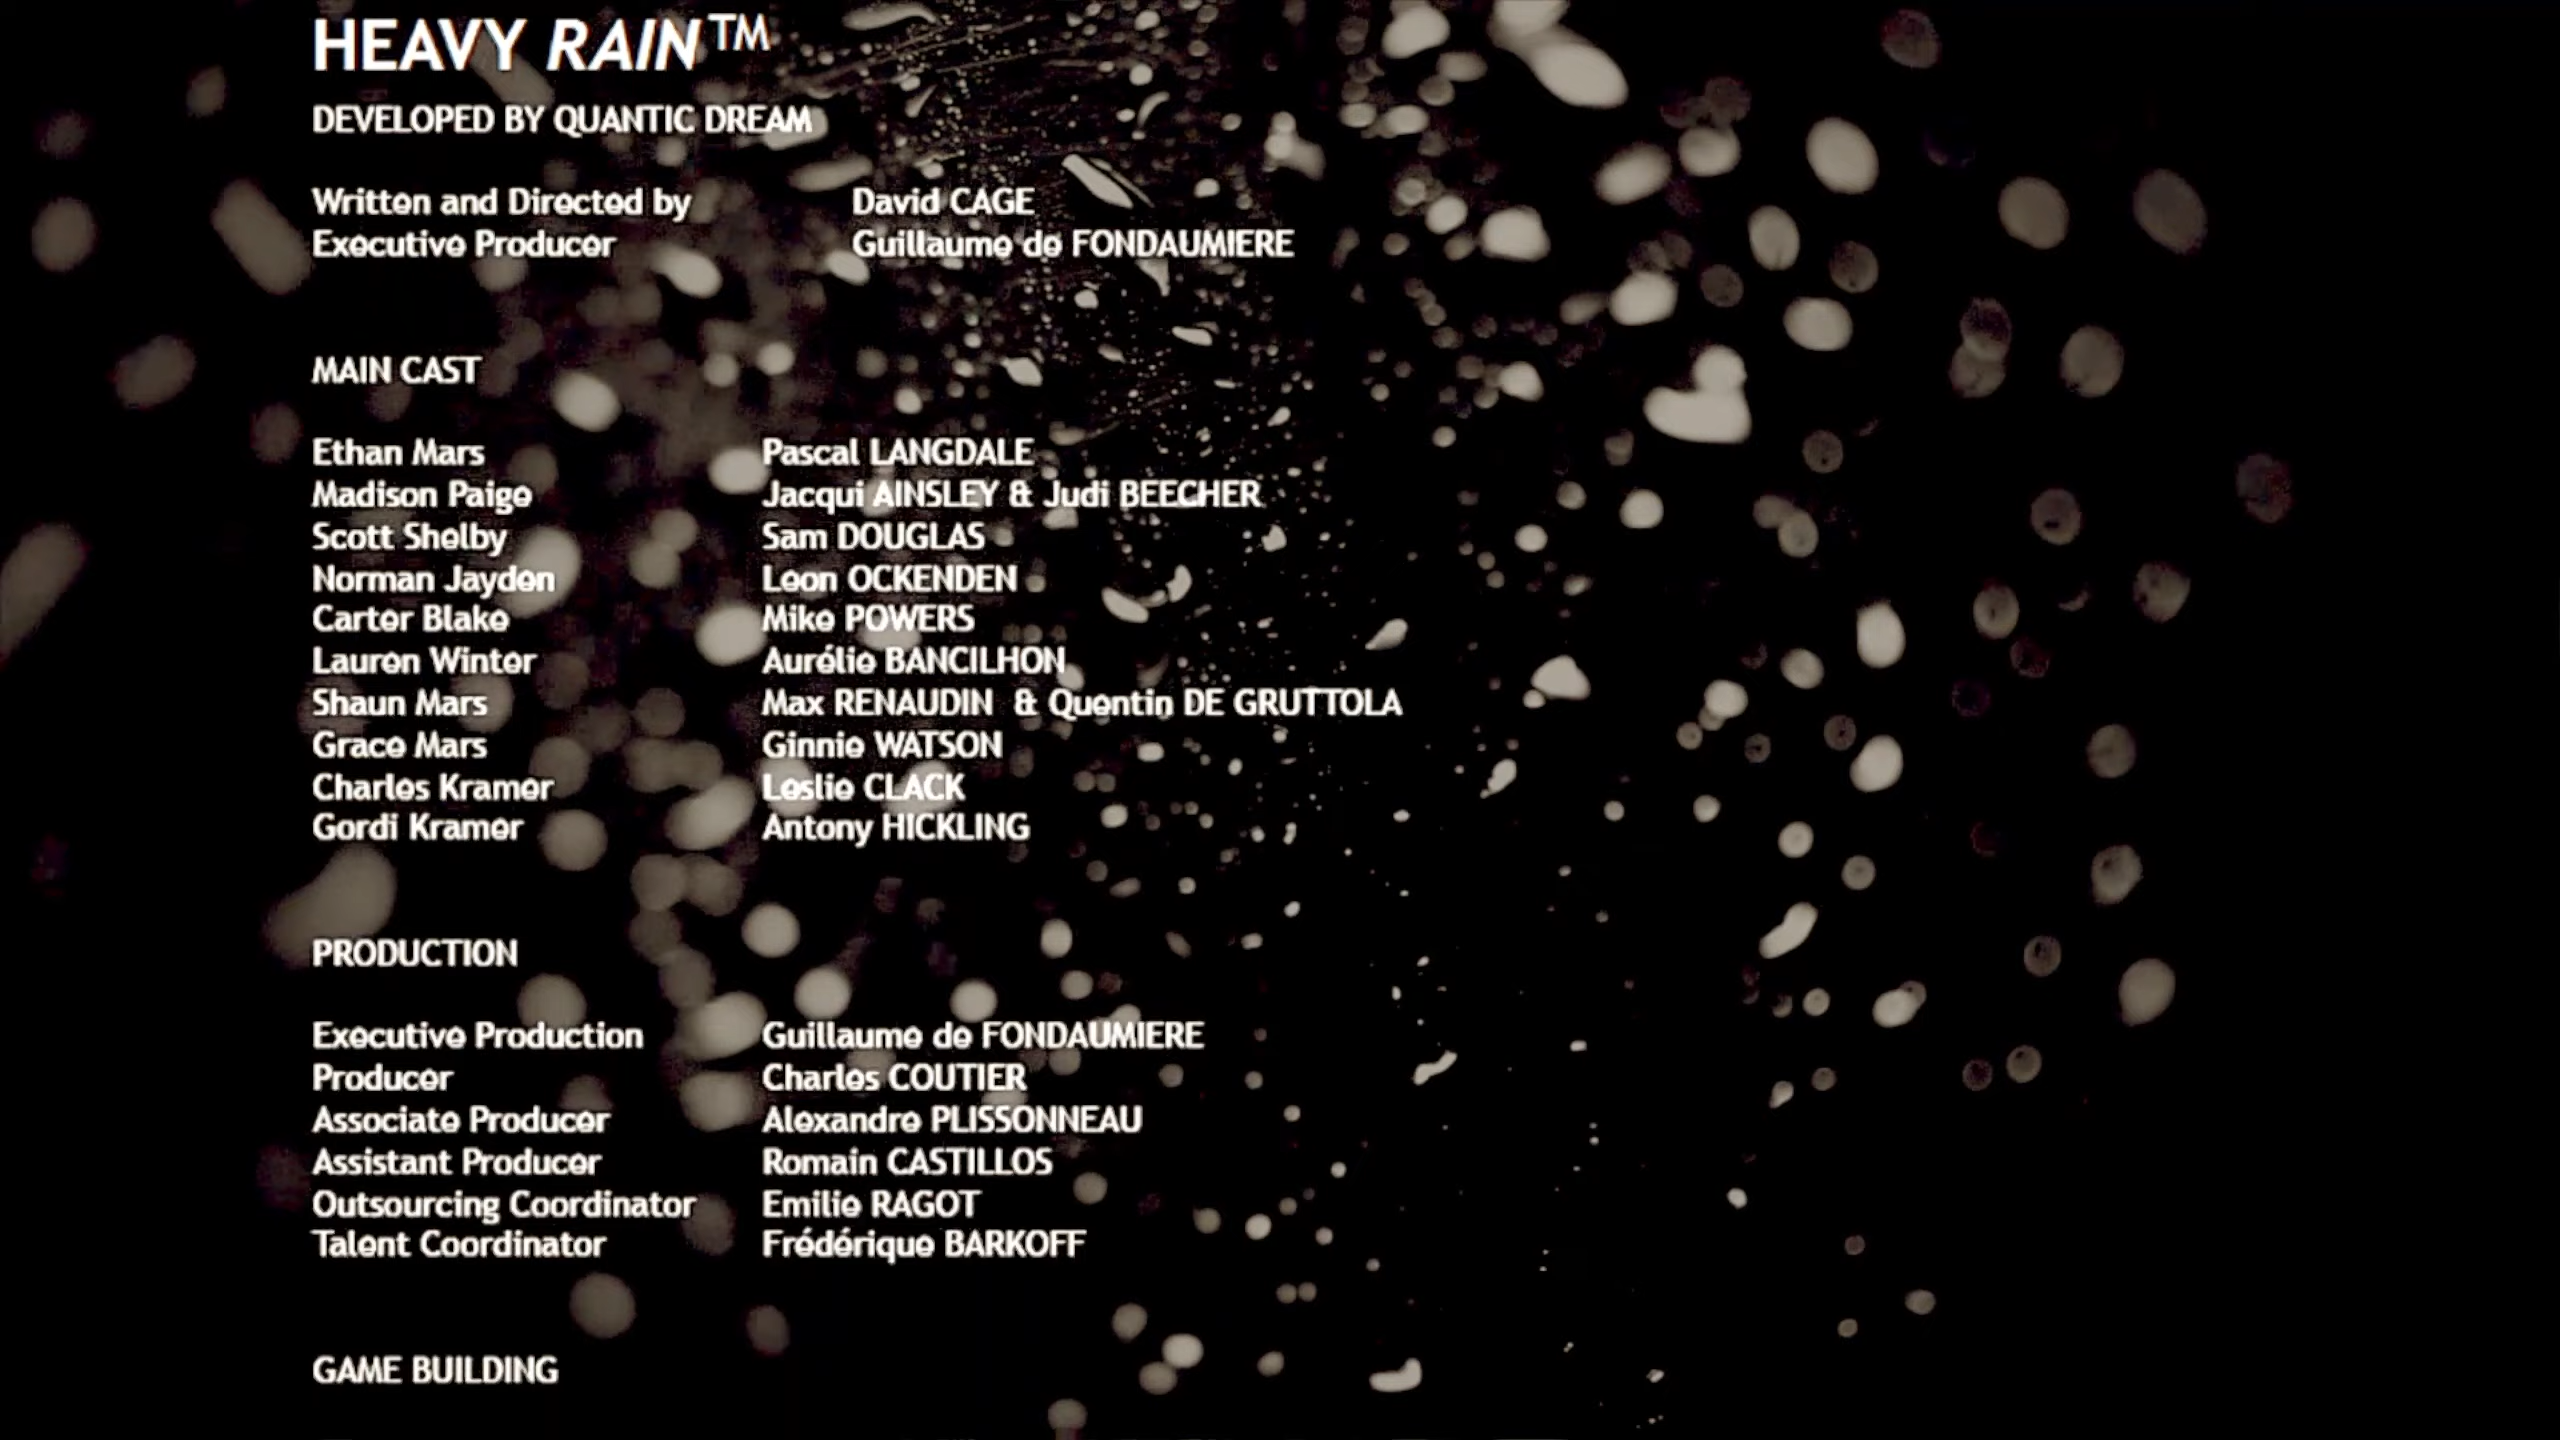 HEAVY RAIN™
DEVELOPED BY QUANTIC DREAM
Written and Directed by David CAGE
Executive Producer Guillaume de FONDAUMIERE
MAIN CAST
Ethan Mars Pascal LANGDALE
Madison Paige Jacqui AINSLEY & Judi BEECHER
Scott Shelby Sam DOUGLAS
Norman Jayden Leon OCKENDEN
Carter Blake Mike POWERS
Lauren Winter Aurélie BANCILHON
Shaun Mars Max RENAUDIN & Quentin DE GRUTTOLA
Grace Mars Ginnie WATSON
Charles Kramer Leslie CLACK
Gordi Kramer Antony HICKLING
PRODUCTION
Executive Production Guillaume de FONDAUMIERE
Producer Charles COUTIER
Associate Producer Alexandre PLISSONNEAU
Assistant Producer Romain CASTILLOS
Outsourcing Coordinator Emilie RAGOT
Talent Coordinator Frédérique BARKOFF
GAME BUILDING